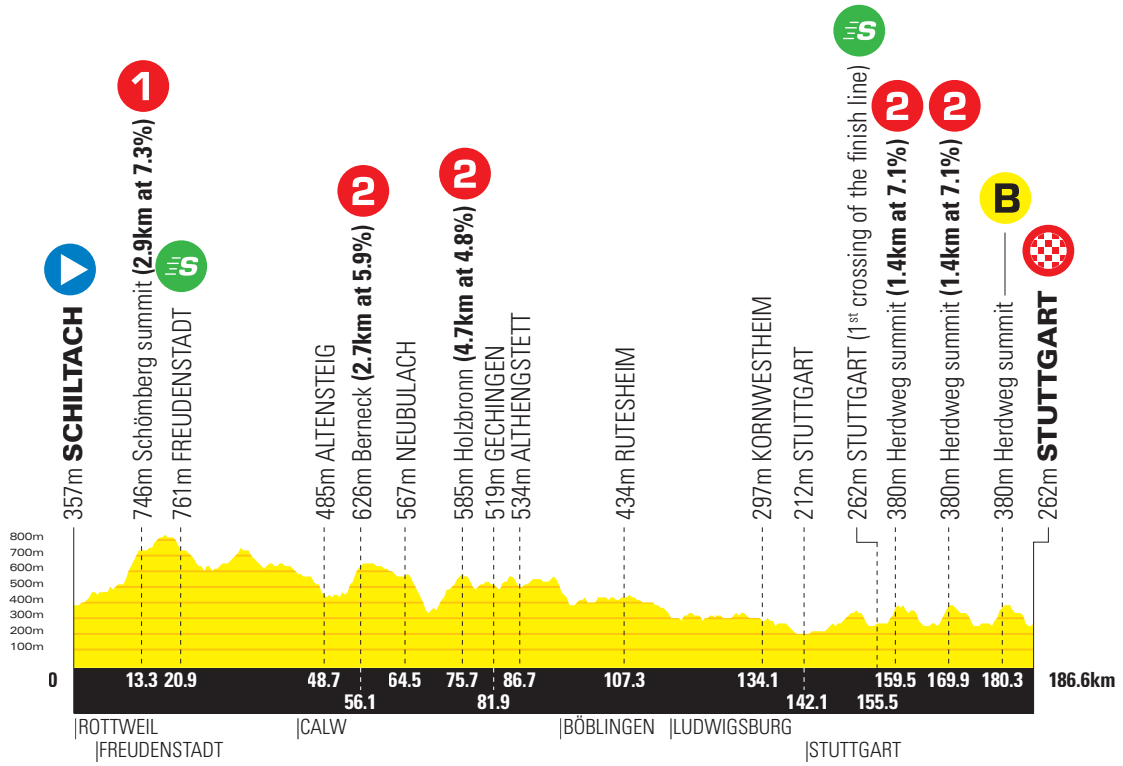 357m SCHILTACH
1
746m Schömberg summit (2.9km at 7.3%)
S
761m FREUDENSTADT
485m ALTENSTEIG
2
626m Berneck (2.7km at 5.9%)
567m NEUBULACH
2
585m Holzbronn (4.7km at 4.8%)
519m GECHINGEN
534m ALTHENGSTETT
434m RUTESHEIM
297m KORNWESTHEIM
212m STUTTGART
S
262m STUTTGART (1st crossing of the finish line)
2
380m Herdweg summit (1.4km at 7.1%)
2
380m Herdweg summit (1.4km at 7.1%)
B
380m Herdweg summit
262m STUTTGART
800m
700m
600m
500m
400m
300m
200m
100m
0 13.3 20.9 48.7 64.5 75.7 86.7 107.3 134.1 159.5 169.9 180.3 186.6km
56.1 81.9 142.1 155.5
|ROTTWEIL |CALW |BÖBLINGEN |LUDWIGSBURG
|FREUDENSTADT |STUTTGART